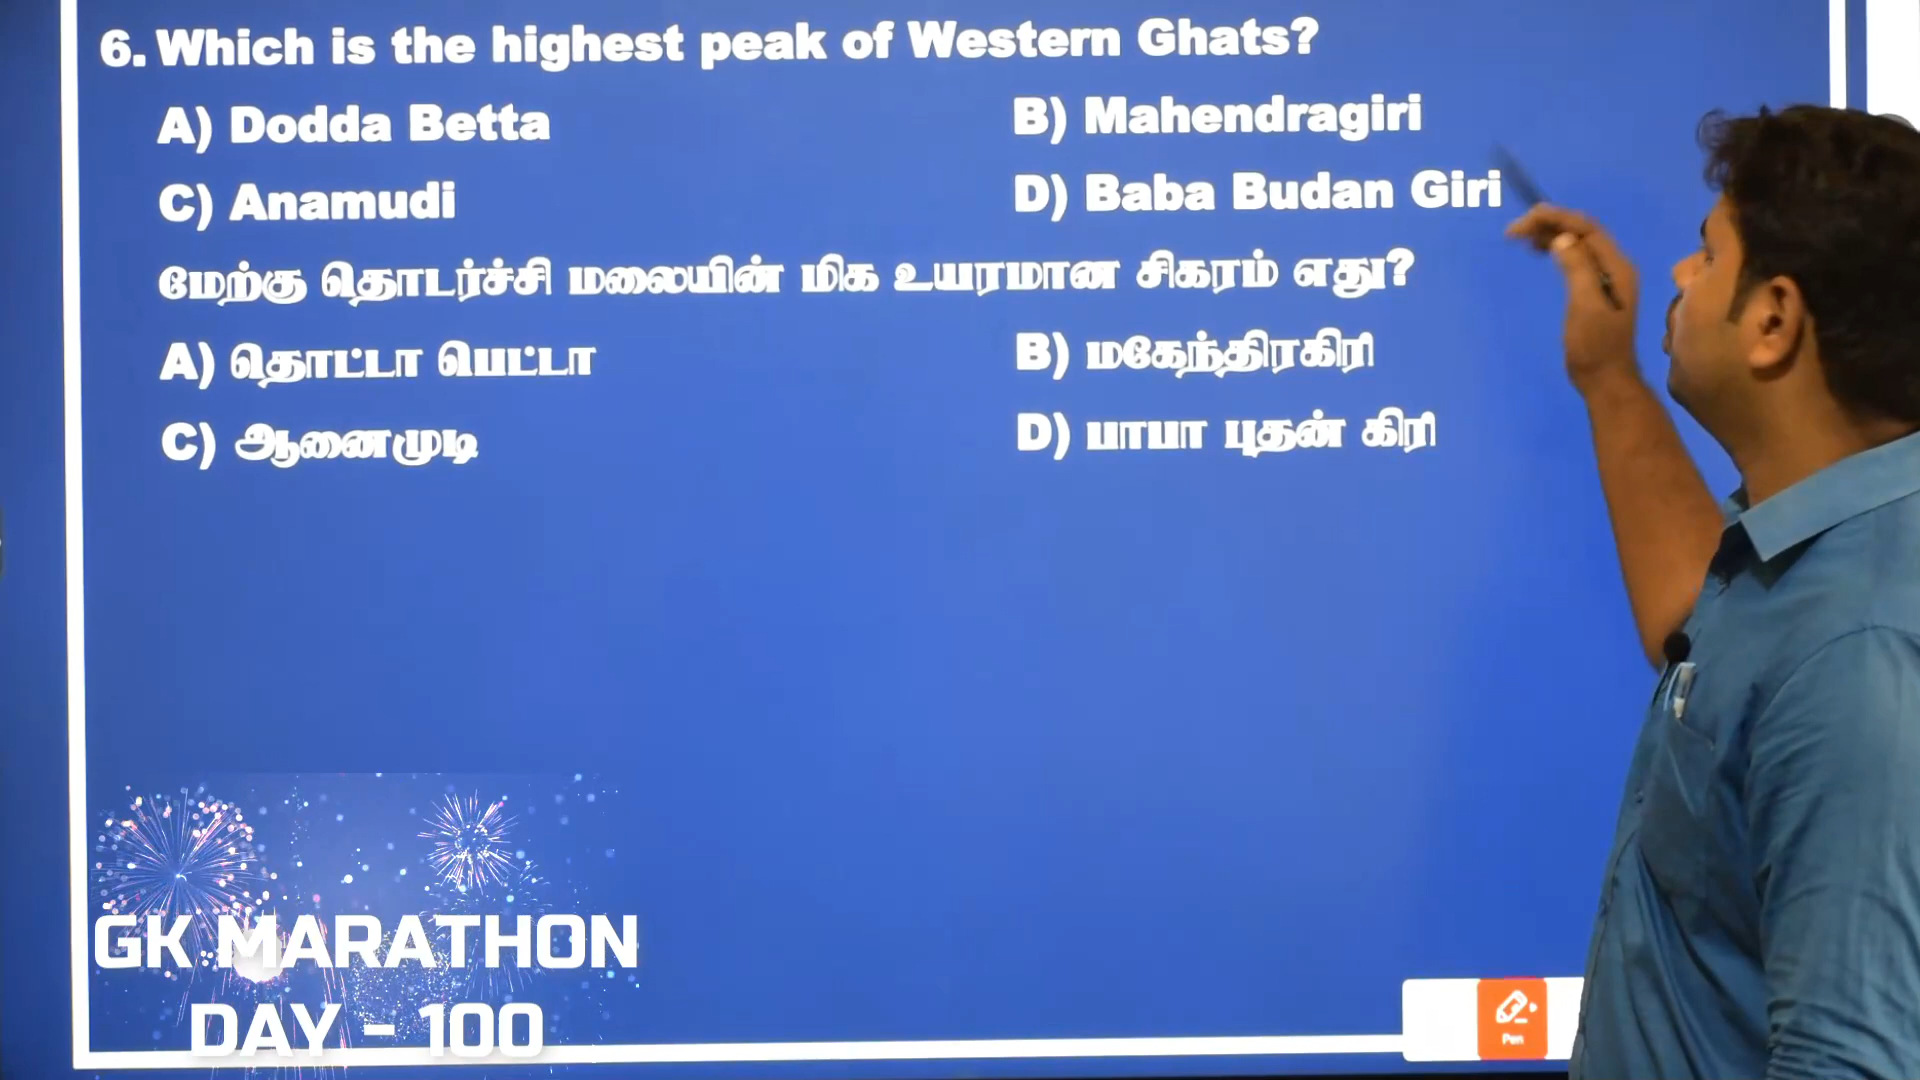 6. Which is the highest peak of Western Ghats?
A) Dodda Betta B) Mahendragiri
C) Anamudi D) Baba Budan Giri
மேற்கு தொடர்ச்சி மலையின் மிக உயரமான சிகரம் எது?
A) தொட்டா பெட்டா B) மகேந்திரகிரி
C) ஆனைமுடி D) பாபா புதன் கிரி
GK MARATHON
DAY - 100
Pen